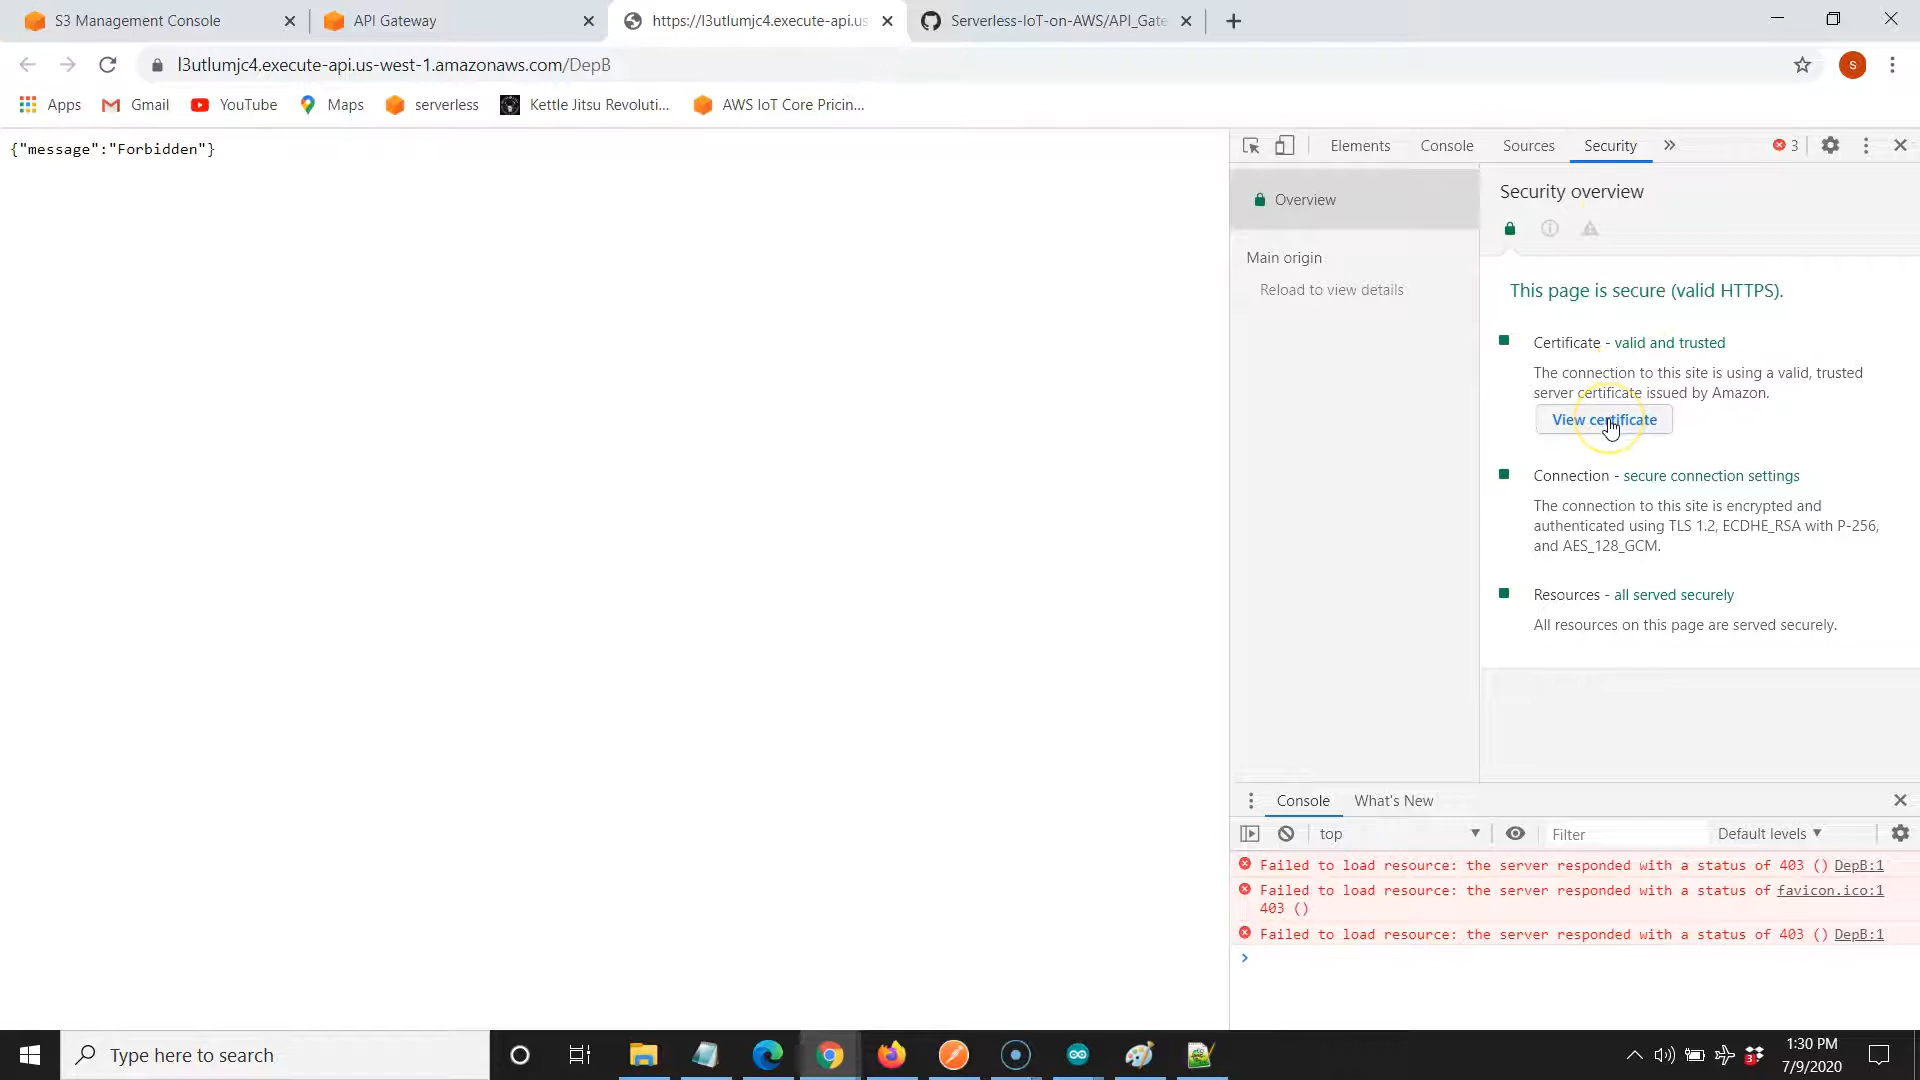 S3 Management Console
API Gateway
https://l3utlumjc4.execute-api.us
Serverless-IoT-on-AWS/API_Gate
l3utlumjc4.execute-api.us-west-1.amazonaws.com/DepB
S
Apps
Gmail
YouTube
Maps
serverless
Kettle Jitsu Revoluti...
AWS IoT Core Pricin...
{"message":"Forbidden"}
Elements
Console
Sources
Security
3
Overview
Main origin
Reload to view details
Security overview
This page is secure (valid HTTPS).
Certificate - valid and trusted
The connection to this site is using a valid, trusted
server certificate issued by Amazon.
View certificate
Connection - secure connection settings
The connection to this site is encrypted and
authenticated using TLS 1.2, ECDHE_RSA with P-256,
and AES_128_GCM.
Resources - all served securely
All resources on this page are served securely.
Console
What's New
top
Filter
Default levels
Failed to load resource: the server responded with a status of 403 () DepB:1
Failed to load resource: the server responded with a status of favicon.ico:1
403 ()
Failed to load resource: the server responded with a status of 403 () DepB:1
Type here to search
3
1:30 PM
7/9/2020